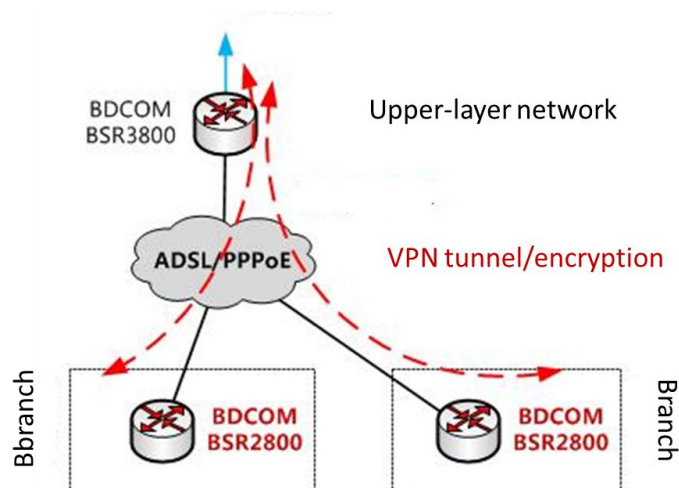 BDCOM
BSR3800
Upper-layer network
ADSL/PPPoE
VPN tunnel/encryption
Bbranch
BDCOM
BSR2800
BDCOM
BSR2800
Branch